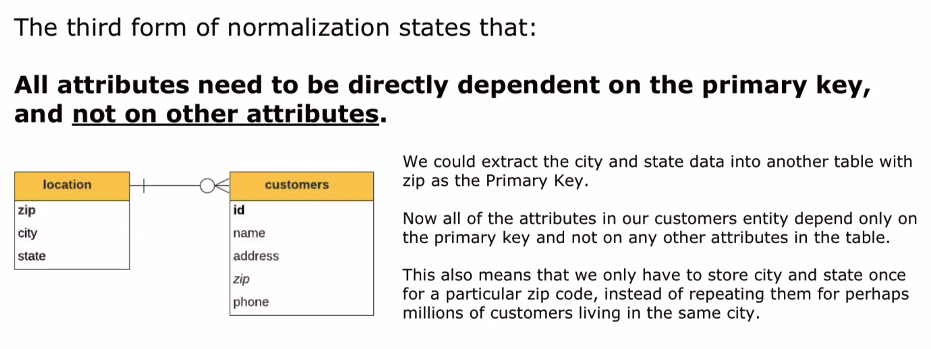 The third form of normalization states that:
All attributes need to be directly dependent on the primary key,
and not on other attributes.
location
zip
city
state
customers
id
name
address
zip
phone
We could extract the city and state data into another table with
zip as the Primary Key.
Now all of the attributes in our customers entity depend only on
the primary key and not on any other attributes in the table.
This also means that we only have to store city and state once
for a particular zip code, instead of repeating them for perhaps
millions of customers living in the same city.